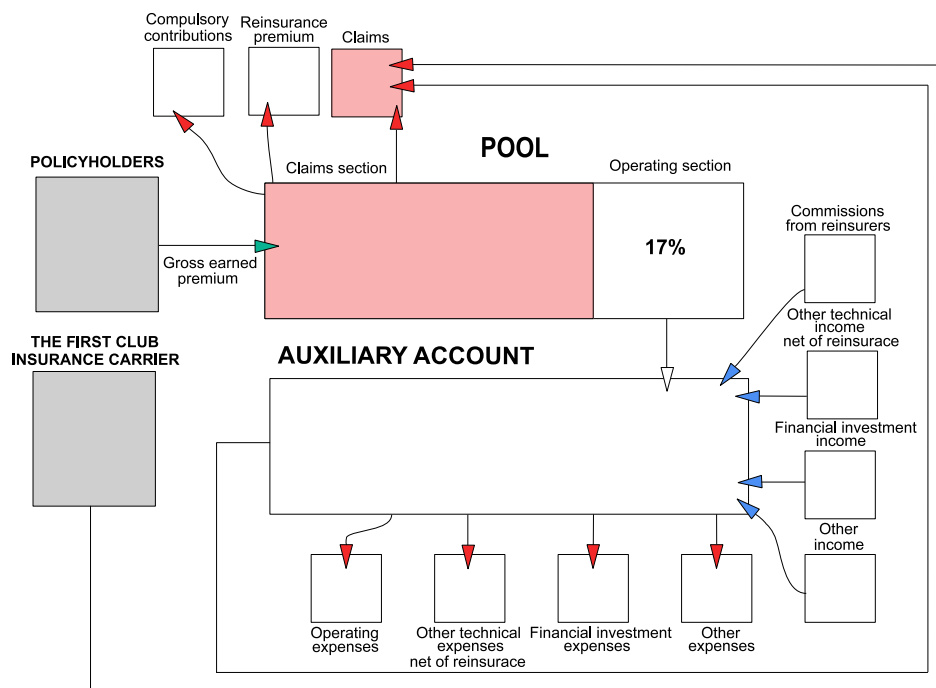 Compulsory
contributions
Reinsurance
premium
Claims
POOL
POLICYHOLDERS
Claims section
Operating section
17%
Gross earned
premium
Commissions
from reinsurers
Other technical
income
net of reinsurace
THE FIRST CLUB
INSURANCE CARRIER
AUXILIARY ACCOUNT
Financial investment
income
Other
income
Operating
expenses
Other technical
expenses
net of reinsurace
Financial investment
expenses
Other
expenses